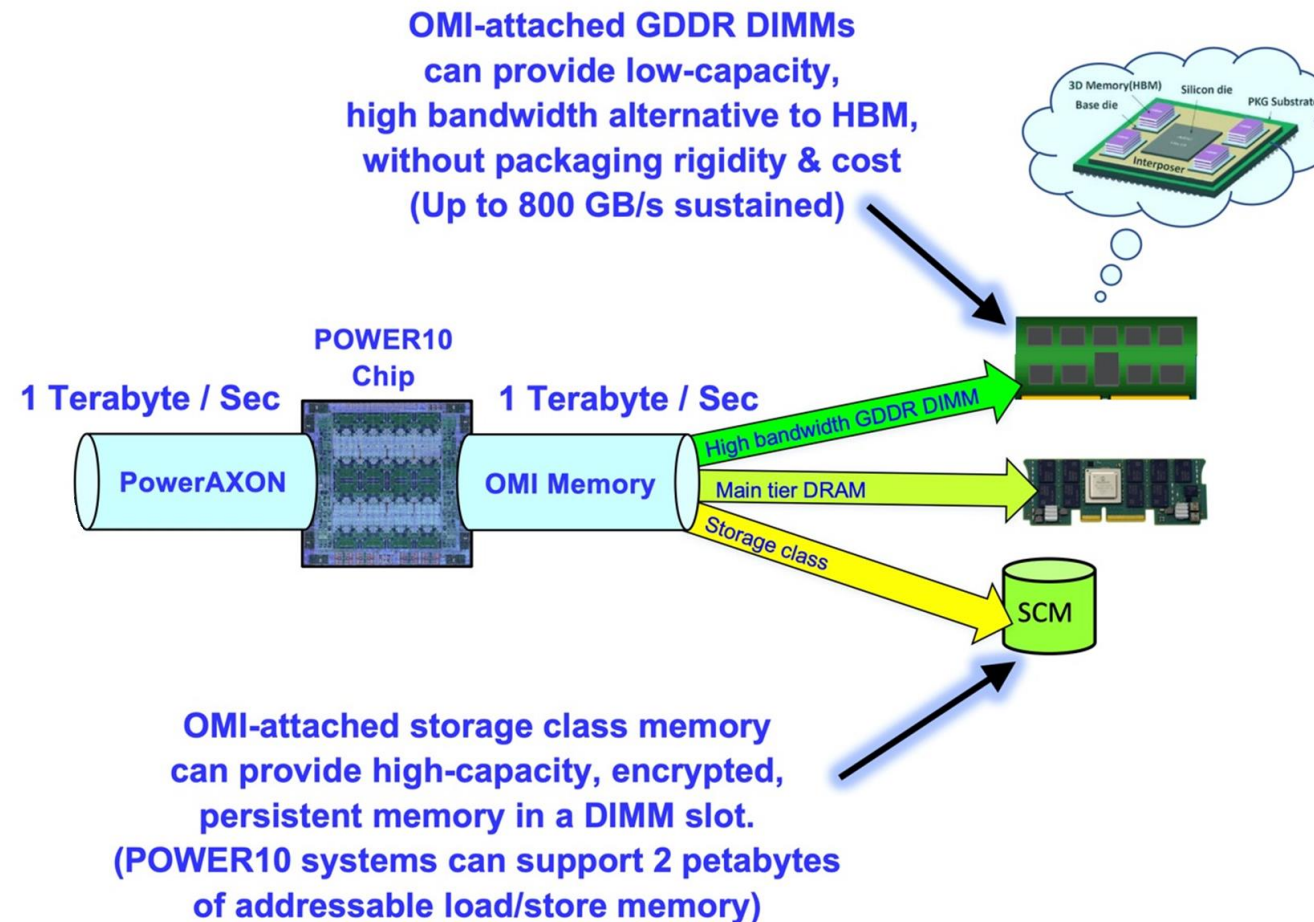 OMI-attached GDDR DIMMs
can provide low-capacity,
high bandwidth alternative to HBM,
without packaging rigidity & cost
(Up to 800 GB/s sustained)
3D Memory(HBM)
Silicon die
Base die
PKG Substrat
Interposer
POWER10
Chip
1 Terabyte / Sec
1 Terabyte / Sec
PowerAXON
OMI Memory
High bandwidth GDDR DIMM
Main tier DRAM
Storage class
SCM
OMI-attached storage class memory
can provide high-capacity, encrypted,
persistent memory in a DIMM slot.
(POWER10 systems can support 2 petabytes
of addressable load/store memory)